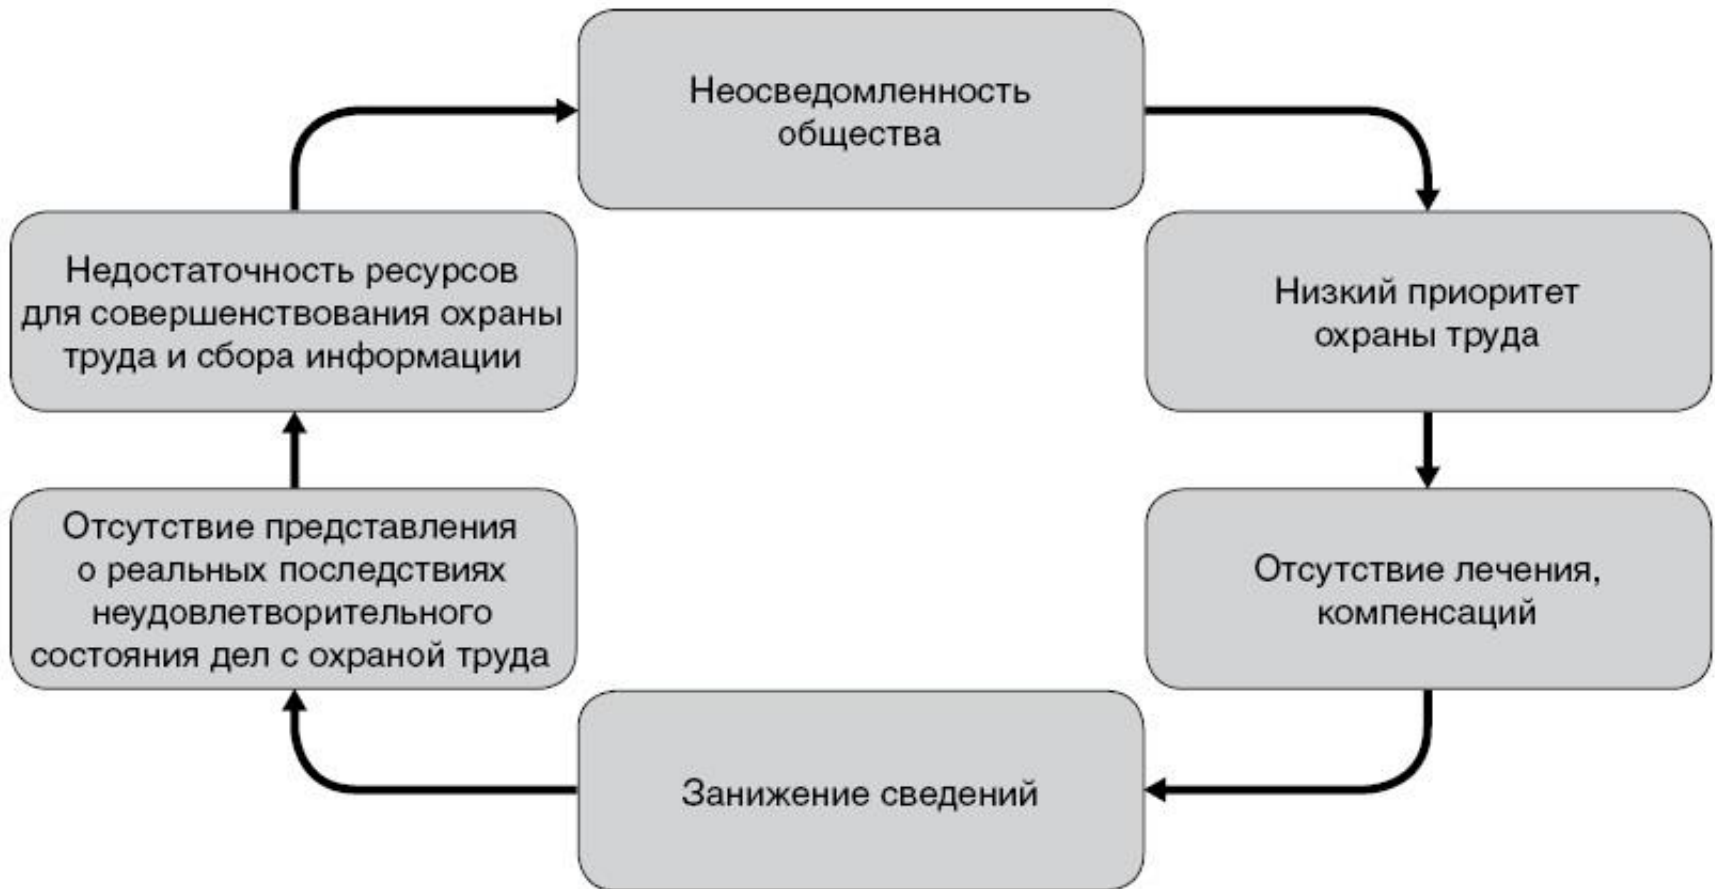 Неосведомленность
общества
Низкий приоритет
охраны труда
Отсутствие лечения,
компенсаций
Занижение сведений
Отсутствие представления
о реальных последствиях
неудовлетворительного
состояния дел с охраной труда
Недостаточность ресурсов
для совершенствования охраны
труда и сбора информации